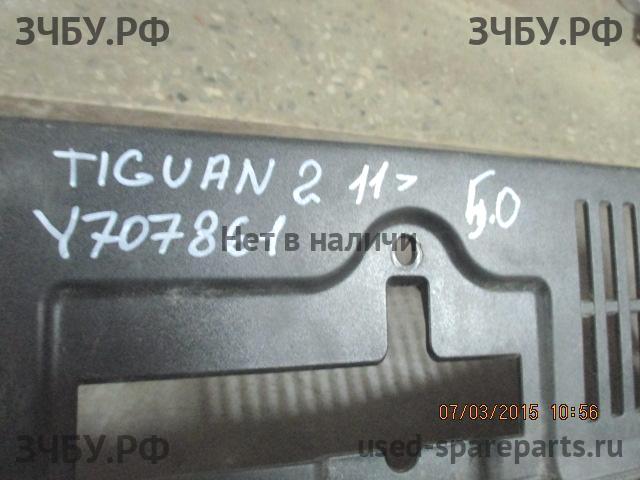 ЗЧБУ.РФ ЗЧБУ.РФ
TIGUAN 2 11> 5.0
Y707861
Нет в наличии
07/03/2015 10:56
ЗЧБУ.РФ used-spareparts.ru